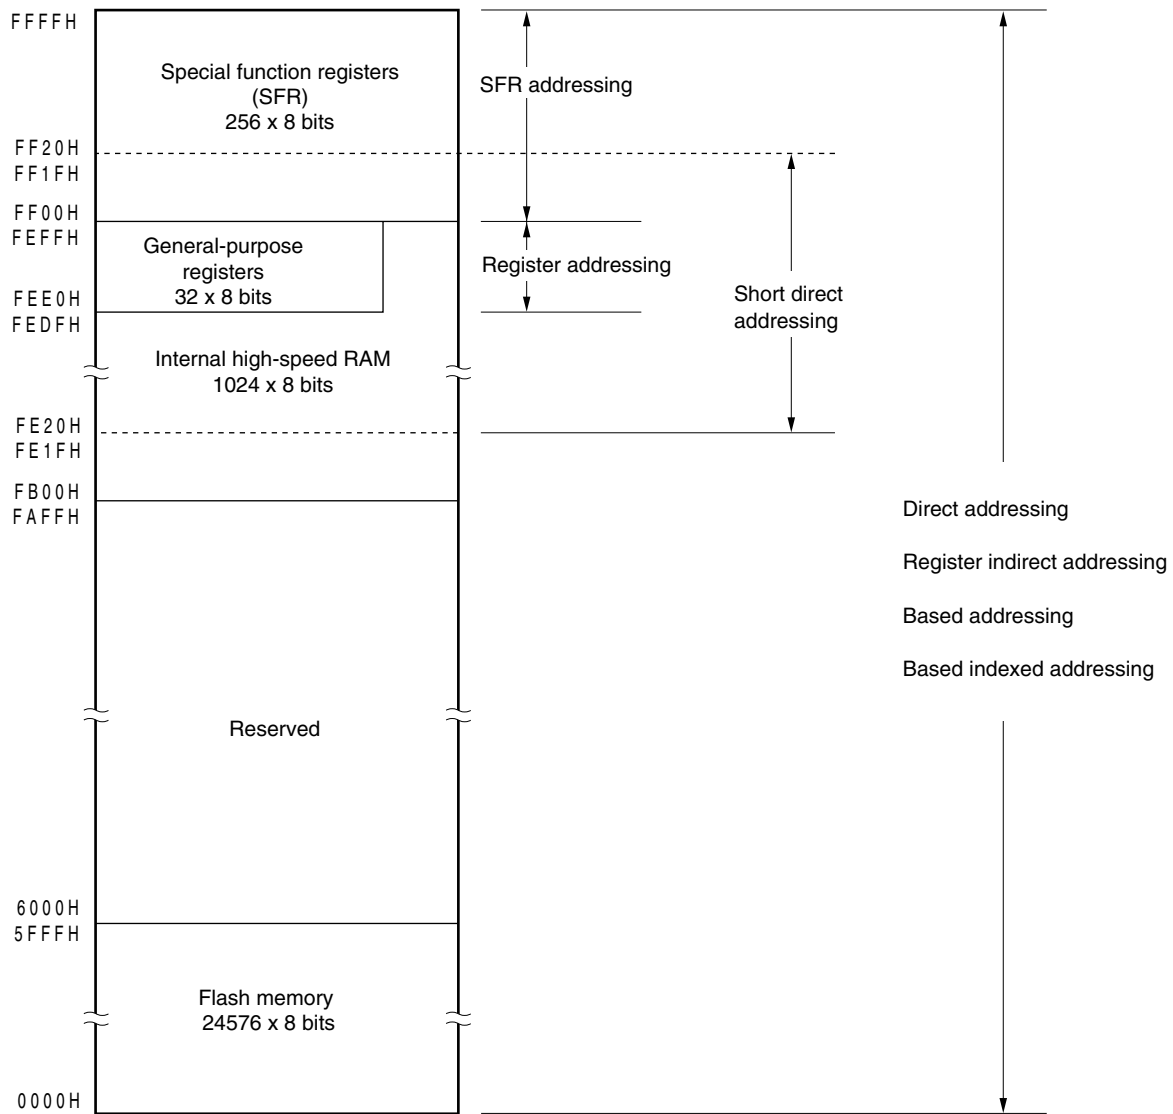 FFFFH
Special function registers
(SFR)
256 x 8 bits
SFR addressing
FF20H
FF1FH
FF00H
FEFFH
General-purpose
registers
32 x 8 bits
Register addressing
Short direct
addressing
FEE0H
FEDFH
Internal high-speed RAM
1024 x 8 bits
FE20H
FE1FH
FB00H
FAFFH
Direct addressing
Register indirect addressing
Based addressing
Based indexed addressing
Reserved
6000H
5FFFH
Flash memory
24576 x 8 bits
0000H